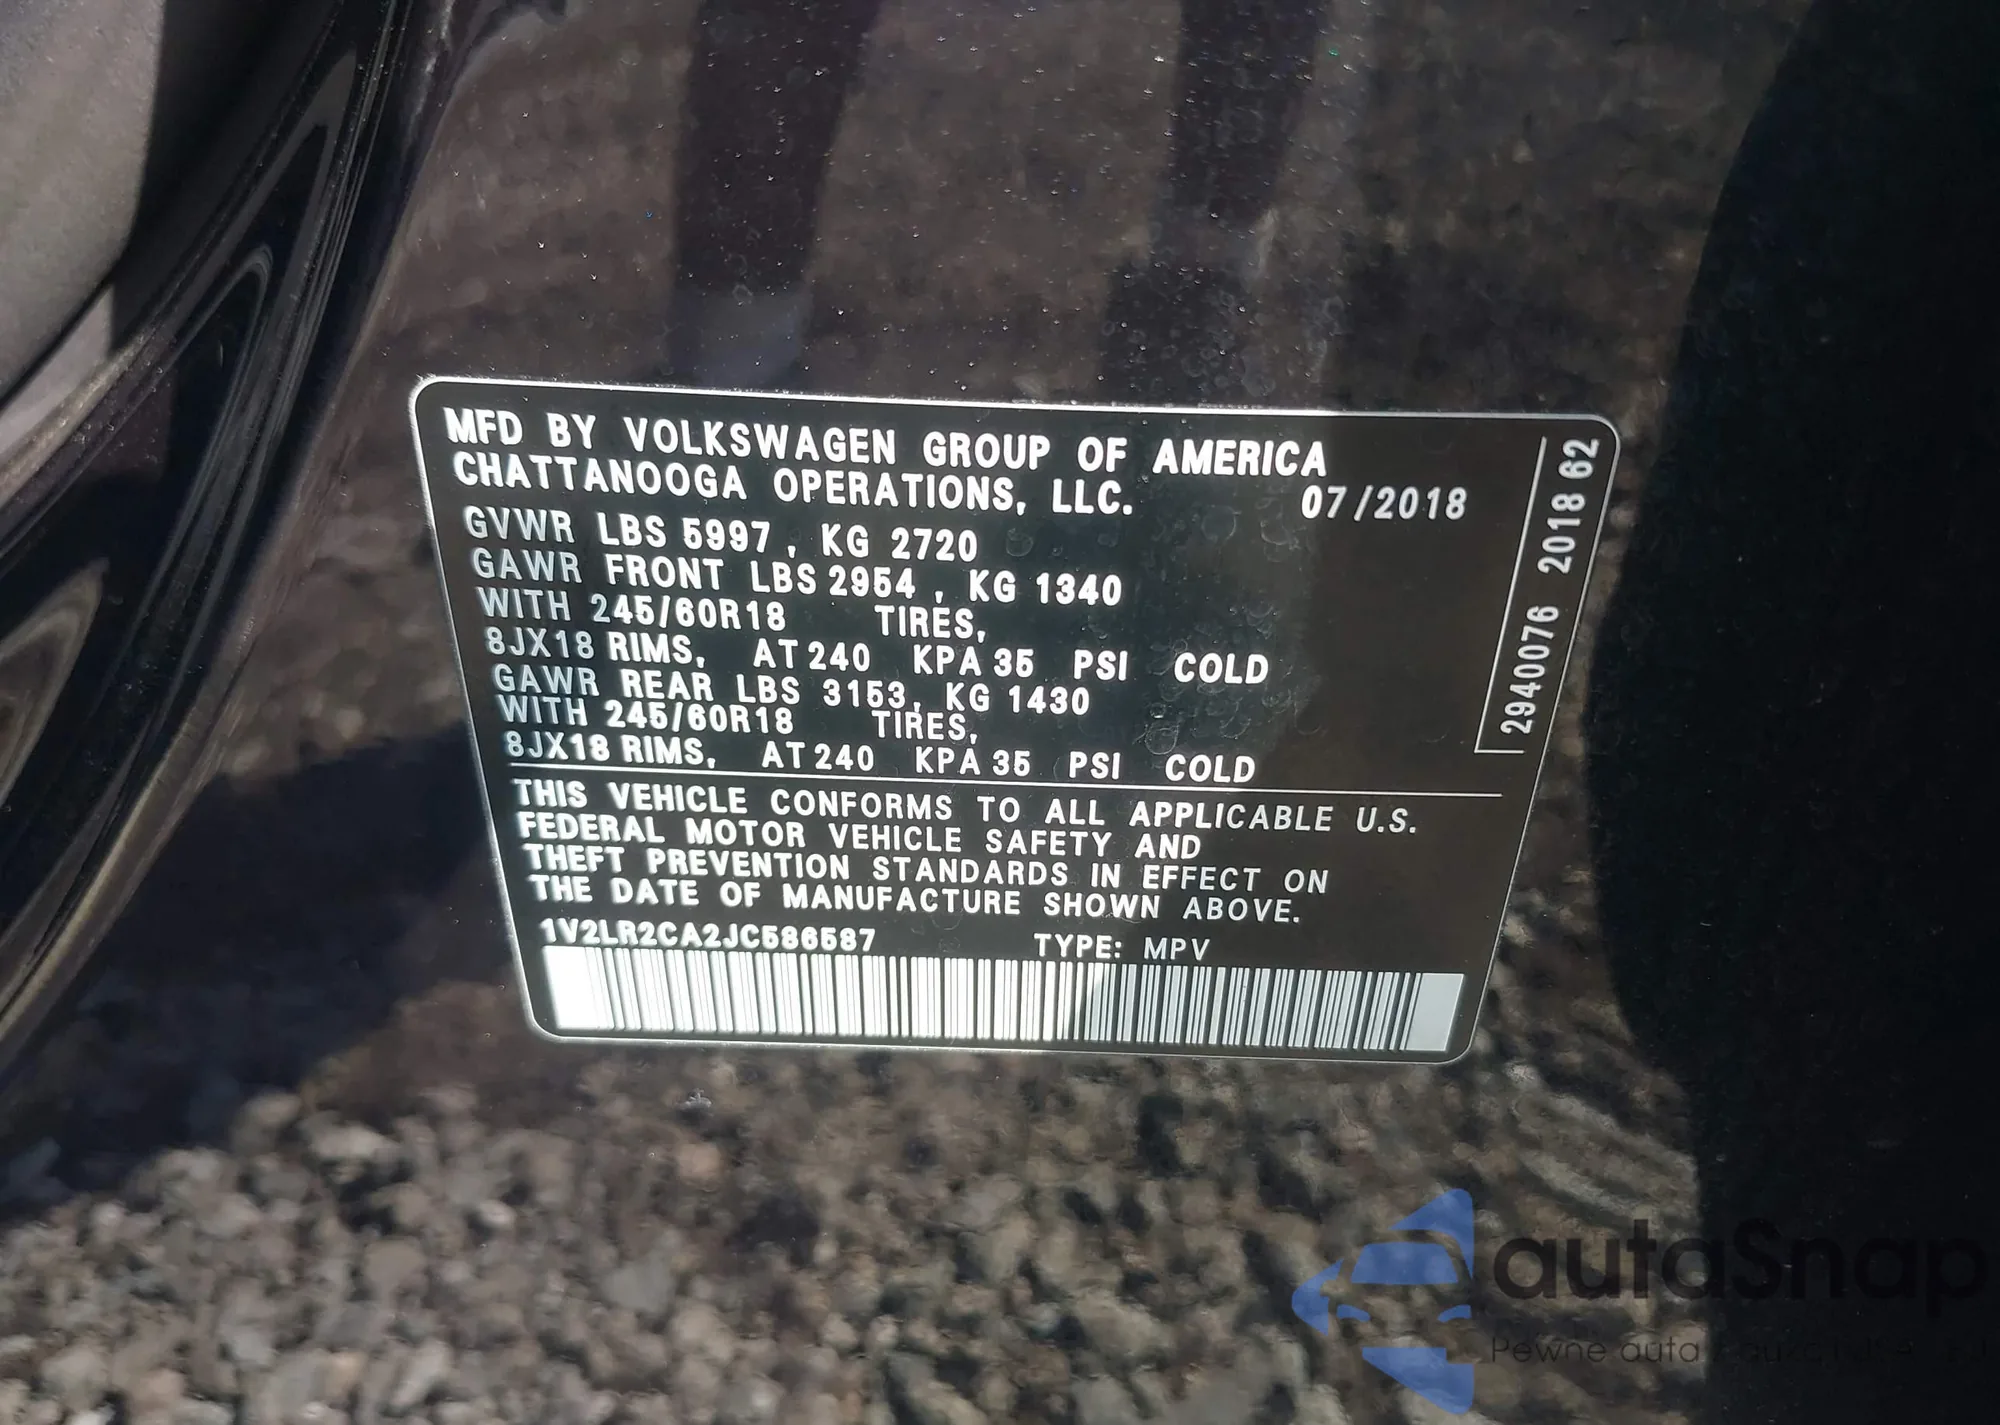 MFD BY VOLKSWAGEN GROUP OF AMERICA
CHATTANOOGA OPERATIONS, LLC. 07/2018
GVWR LBS 5997 , KG 2720
GAWR FRONT LBS 2954 , KG 1340
WITH 245/60R18 TIRES,
8JX18 RIMS, AT 240 KPA 35 PSI COLD
GAWR REAR LBS 3153, KG 1430
WITH 245/60R18 TIRES,
8JX18 RIMS, AT 240 KPA 35 PSI COLD
THIS VEHICLE CONFORMS TO ALL APPLICABLE U.S.
FEDERAL MOTOR VEHICLE SAFETY AND
THEFT PREVENTION STANDARDS IN EFFECT ON
THE DATE OF MANUFACTURE SHOWN ABOVE.
1V2LR2CA2JC586587 TYPE: MPV
2940076 2018 62
autaSnap
Pewne auta